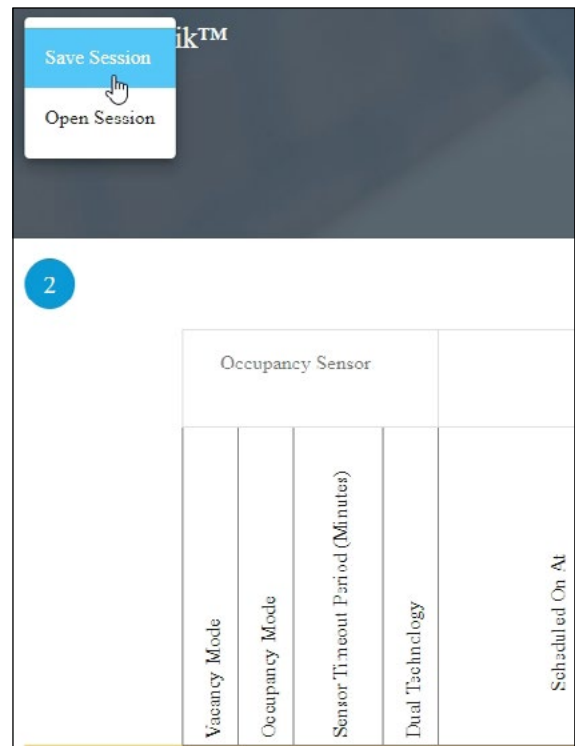 ik™
Save Session
Open Session
2
Occupancy Sensor
Vacancy Mode
Occupancy Mode
Sensor Timeout Period (Minutes)
Dual Technology
Scheduled On At